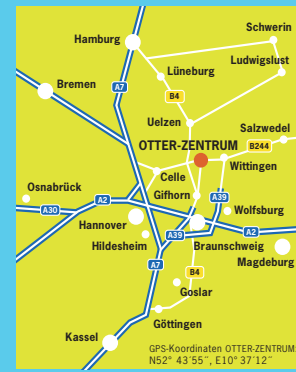 Schwerin
Hamburg
Ludwigslust
Lüneburg
A7
Bremen
B4
Uelzen
Salzwedel
OTTER-ZENTRUM
B244
Wittingen
Celle
Osnabrück
Gifhorn
A39
A2
A30
Wolfsburg
Hannover
A39
A2
Hildesheim
Braunschweig
A7
Magdeburg
B4
Goslar
Göttingen
Kassel
GPS-Koordinaten OTTER-ZENTRUM:
N52° 43'55", E10° 37'12"